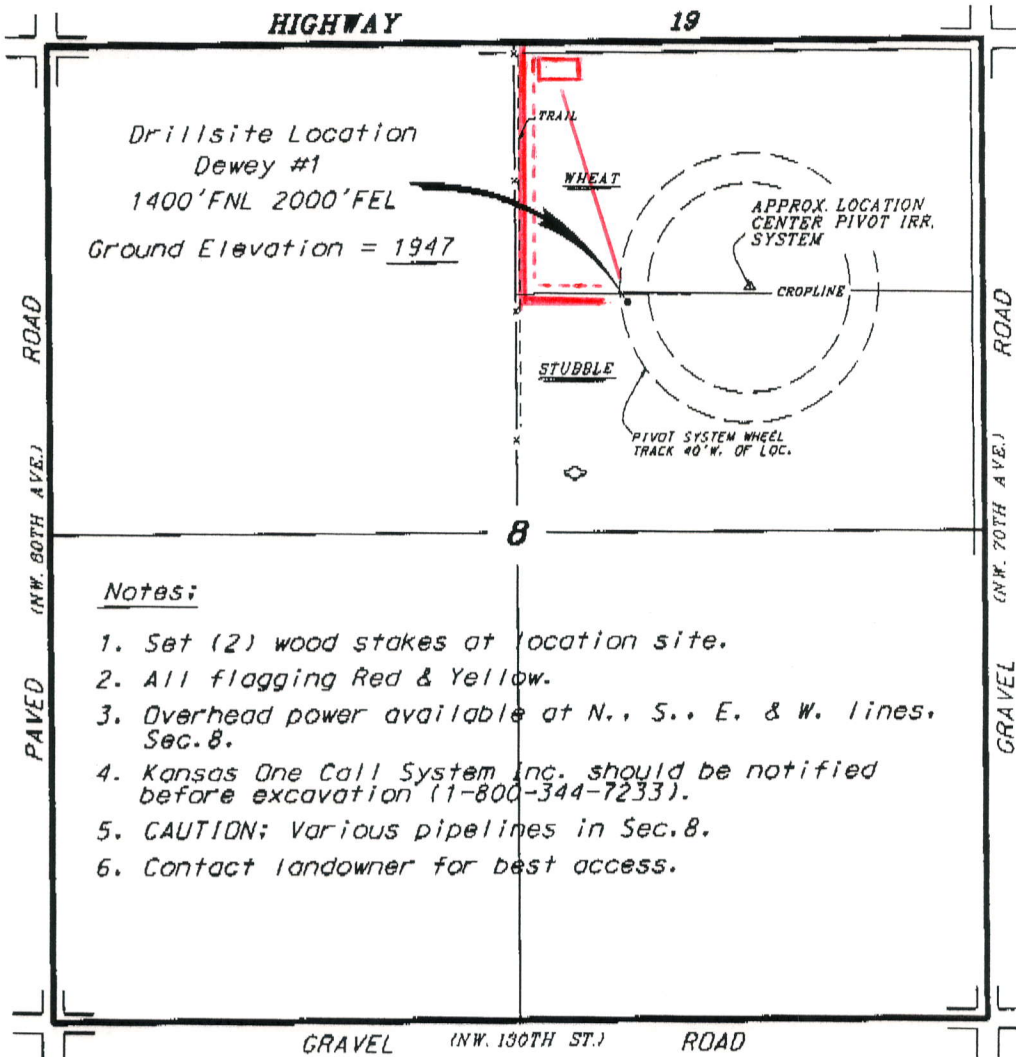 HIGHWAY 19
Drillsite Location
Dewey #1
1400'FNL 2000'FEL
Ground Elevation = 1947
TRAIL
WHEAT
APPROX. LOCATION
CENTER PIVOT IRR.
SYSTEM
CROPLINE
STUBBLE
PIVOT SYSTEM WHEEL
TRACK 40'W. OF LOC.
PAVED (NW. 80TH AVE.) ROAD
GRAVEL (NW. 70TH AVE.) ROAD
8
Notes:
1. Set (2) wood stakes at location site.
2. All flagging Red & Yellow.
3. Overhead power available at N., S., E. & W. lines,
Sec.8.
4. Kansas One Call System Inc. should be notified
before excavation (1-800-344-7233).
5. CAUTION; Various pipelines in Sec.8.
6. Contact landowner for best access.
GRAVEL (NW. 130TH ST.) ROAD